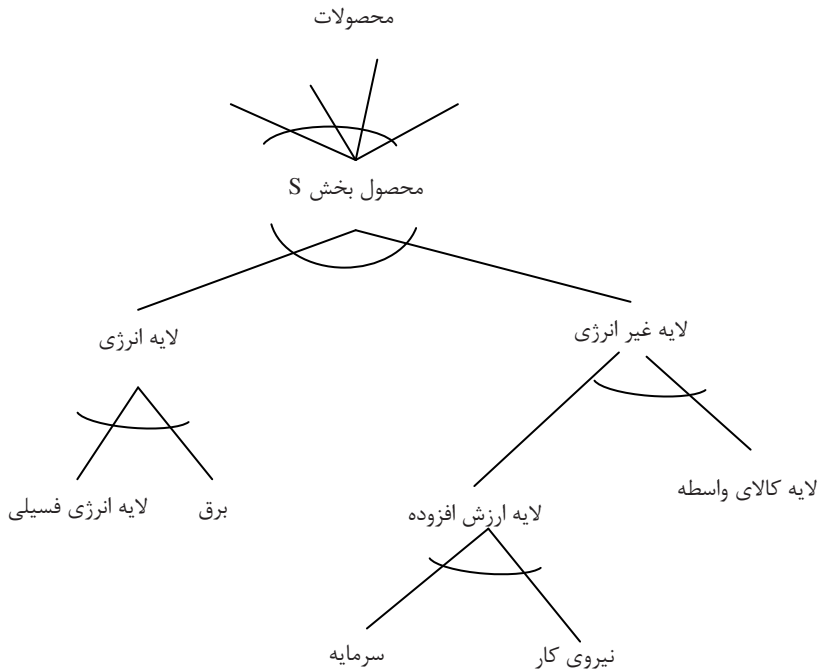 محصولات
محصول بخش S
لایه غیر انرژی
لایه انرژی
لایه کالای واسطه
لایه ارزش افزوده
برق
لایه انرژی فسیلی
نیروی کار
سرمایه